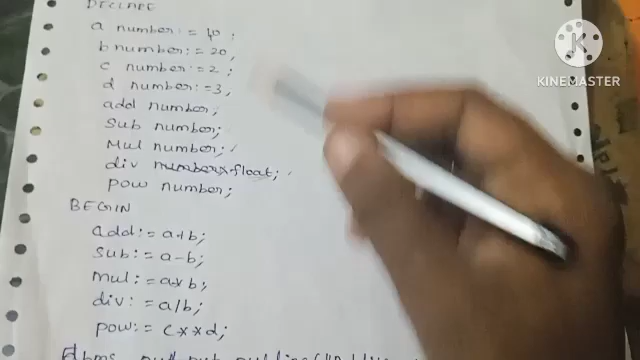 DECLARE
a number:= 10;
b number:= 20;
c number:= 2;
d number:=3;
add number;
Sub number;
Mul number;
div float;
pow number;
BEGIN
add:= a+b;
Sub:= a-b;
Mul:= a*b;
div:= a/b;
pow:= c**d;
K
KINEMASTER